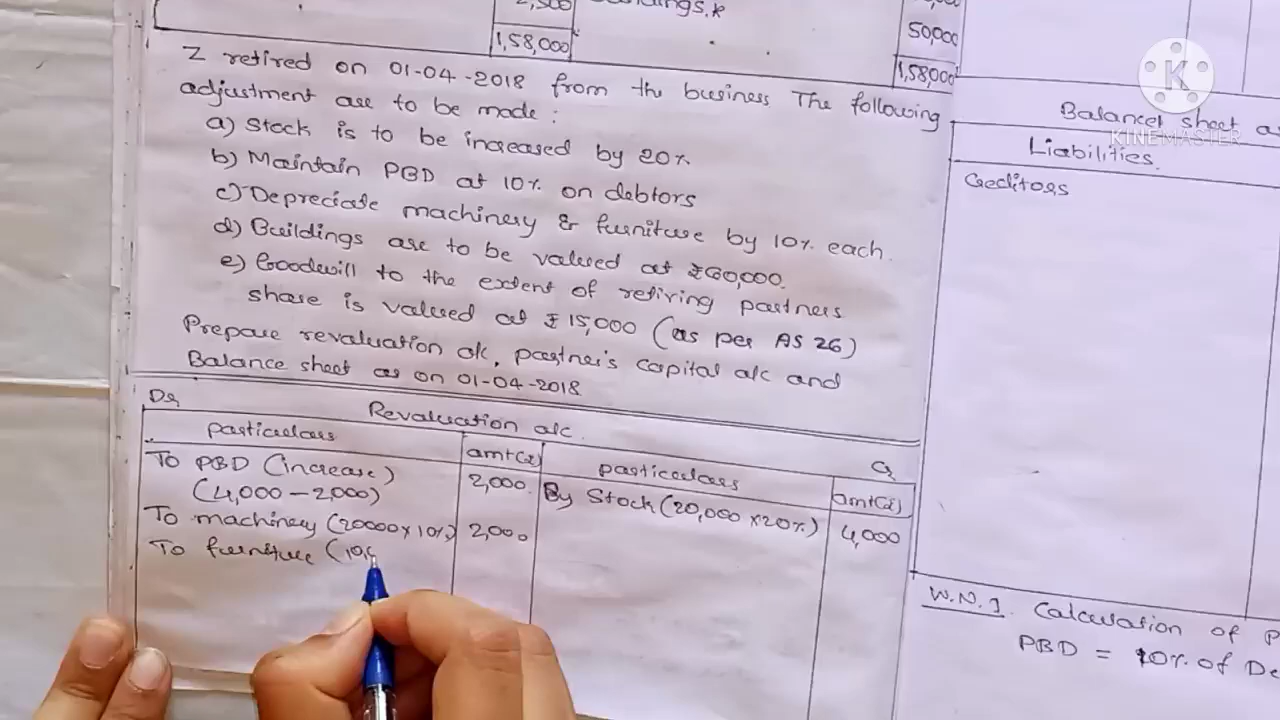 2,500
1,58,000
50,000
1,58,000
Z retired on 01-04-2018 from the business The following
adjustment are to be made :
a) Stock is to be increased by 20%
b) Maintain PBD at 10% on debtors
c) Depreciate machinery & furniture by 10% each.
d) Buildings are to be valued at ₹60,000.
e) Goodwill to the extent of retiring partners
share is valued at ₹15,000 (as per AS 26)
Prepare revaluation a/c, partner's capital a/c and
Balance sheet as on 01-04-2018
Dr
Revaluation a/c.
Cr
particulars amt(₹) particulars amt(₹)
To PBD (increase)
(4,000-2,000) 2,000 By Stock (20,000 x 20%) 4,000
To machinery (20000 x 10%) 2,000
To furniture (10,
Balance sheet a
Liabilities
Creditors
W.N.1. Calculation of P
PBD = 10% of De
K
KINEMASTER